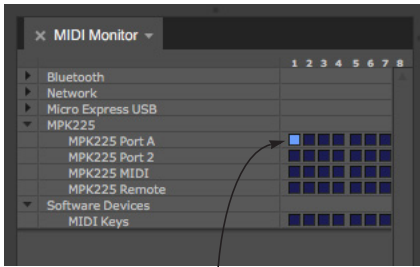 MIDI Monitor
1 2 3 4 5 6 7 8
Bluetooth
Network
Micro Express USB
MPK225
MPK225 Port A
MPK225 Port 2
MPK225 MIDI
MPK225 Remote
Software Devices
MIDI Keys